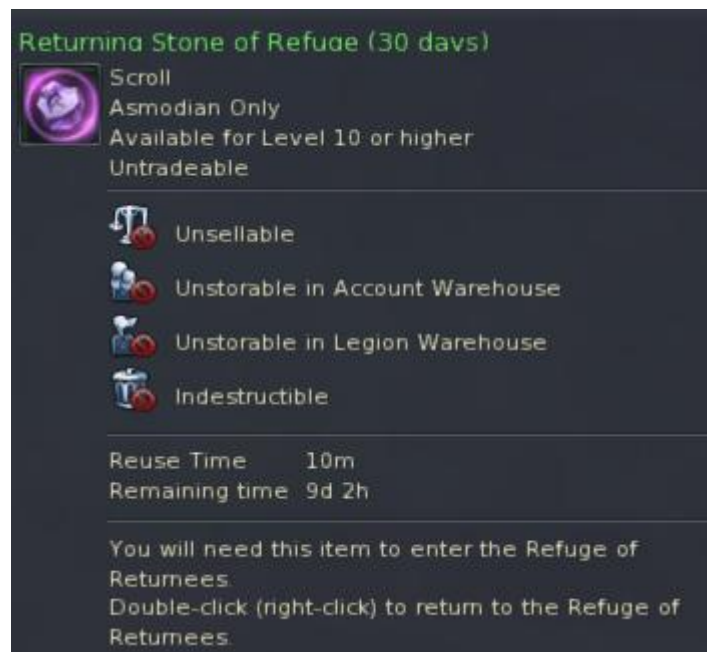 Returning Stone of Refuge (30 days)
Scroll
Asmodian Only
Available for Level 10 or higher
Untradeable
Unsellable
Unstorable in Account Warehouse
Unstorable in Legion Warehouse
Indestructible
Reuse Time 10m
Remaining time 9d 2h
You will need this item to enter the Refuge of
Returnees.
Double-click (right-click) to return to the Refuge of
Returnees.